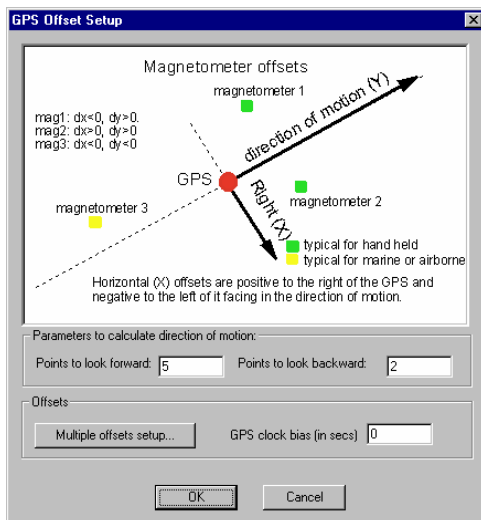 GPS Offset Setup
Magnetometer offsets
magnetometer 1
mag1: dx<0, dy>0.
mag2: dx>0, dy>0
mag3: dx<0, dy<0
direction of motion (Y)
GPS
Right (X)
magnetometer 2
magnetometer 3
typical for hand held
typical for marine or airborne
Horizontal (X) offsets are positive to the right of the GPS and
negative to the left of it facing in the direction of motion.
Parameters to calculate direction of motion:
Points to look forward: 5 Points to look backward: 2
Offsets
Multiple offsets setup... GPS clock bias (in secs) 0
OK Cancel